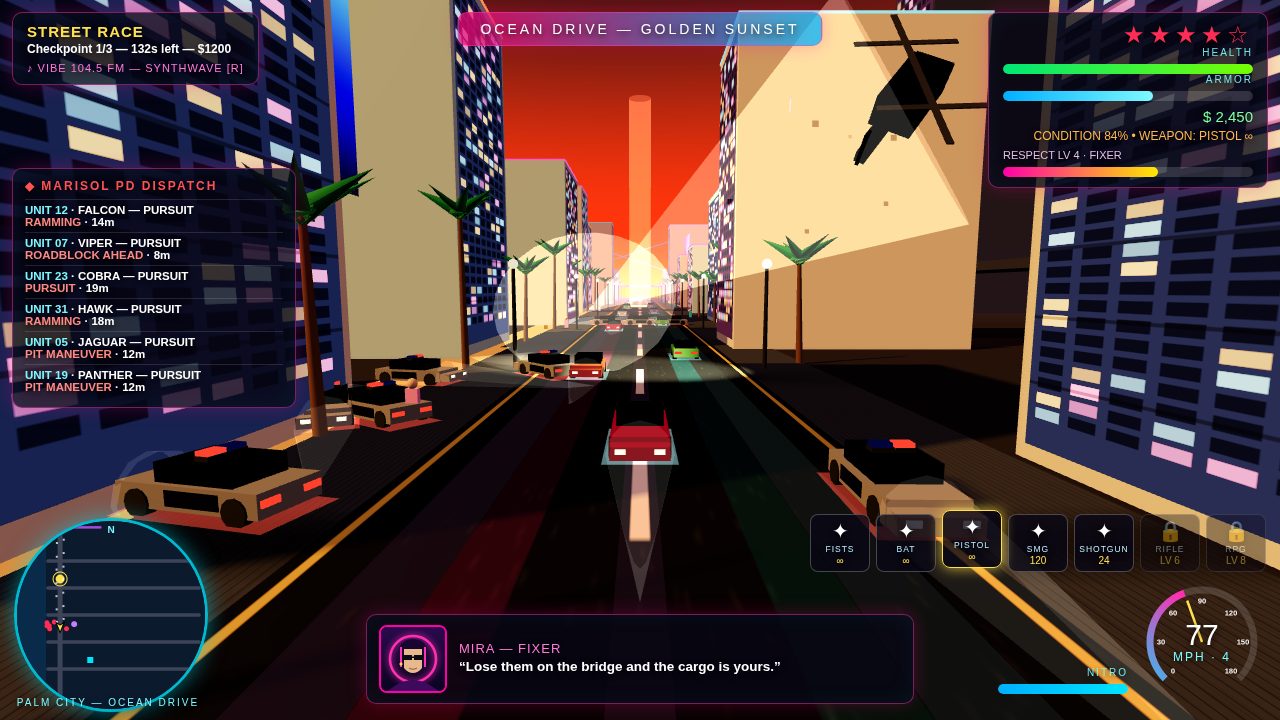 STREET RACE
Checkpoint 1/3 — 132s left — $1200
♪ VIBE 104.5 FM — SYNTHWAVE [R]
OCEAN DRIVE — GOLDEN SUNSET
★ ★ ★ ★ ☆
HEALTH
ARMOR
$ 2,450
CONDITION 84% • WEAPON: PISTOL ∞
RESPECT LV 4 · FIXER
◆ MARISOL PD DISPATCH
UNIT 12 · FALCON — PURSUIT
RAMMING · 14m
UNIT 07 · VIPER — PURSUIT
ROADBLOCK AHEAD · 8m
UNIT 23 · COBRA — PURSUIT
PURSUIT · 19m
UNIT 31 · HAWK — PURSUIT
RAMMING · 18m
UNIT 05 · JAGUAR — PURSUIT
PIT MANEUVER · 12m
UNIT 19 · PANTHER — PURSUIT
PIT MANEUVER · 12m
N
PALM CITY — OCEAN DRIVE
MIRA — FIXER
“Lose them on the bridge and the cargo is yours.”
FISTS
∞
BAT
∞
PISTOL
∞
SMG
120
SHOTGUN
24
RIFLE
LV 6
RPG
LV 8
0
30
60
90
120
150
180
77
MPH · 4
NITRO